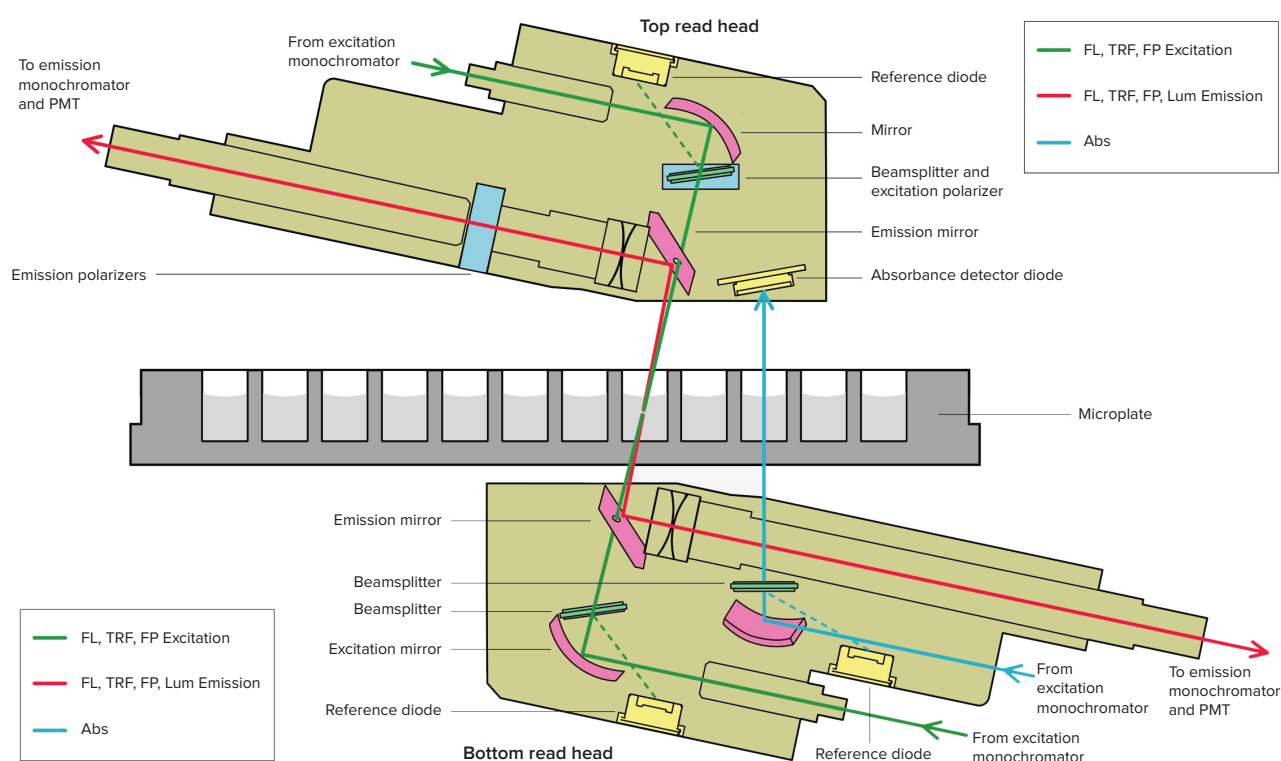 Top read head
From excitation
monochromator
To emission
monochromator
and PMT
Reference diode
Mirror
Beamsplitter and
excitation polarizer
Emission mirror
Absorbance detector diode
Emission polarizers
FL, TRF, FP Excitation
FL, TRF, FP, Lum Emission
Abs
Microplate
Emission mirror
Beamsplitter
Beamsplitter
Excitation mirror
Reference diode
Bottom read head
FL, TRF, FP Excitation
FL, TRF, FP, Lum Emission
Abs
From
excitation
monochromator
To emission
monochromator
and PMT
From excitation
monochromator
Reference diode